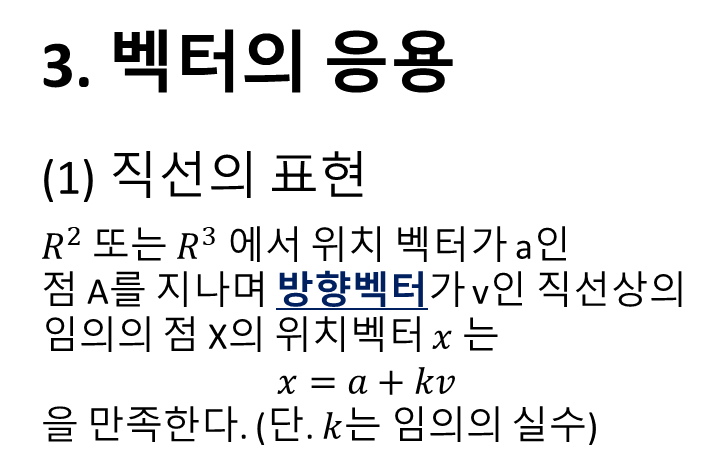 3. 벡터의 응용
(1) 직선의 표현
R² 또는 R³ 에서 위치 벡터가 a인
점 A를 지나며 방향벡터가 v인 직선상의
임의의 점 X의 위치벡터 x 는
x = a + kv
을 만족한다. (단. k는 임의의 실수)